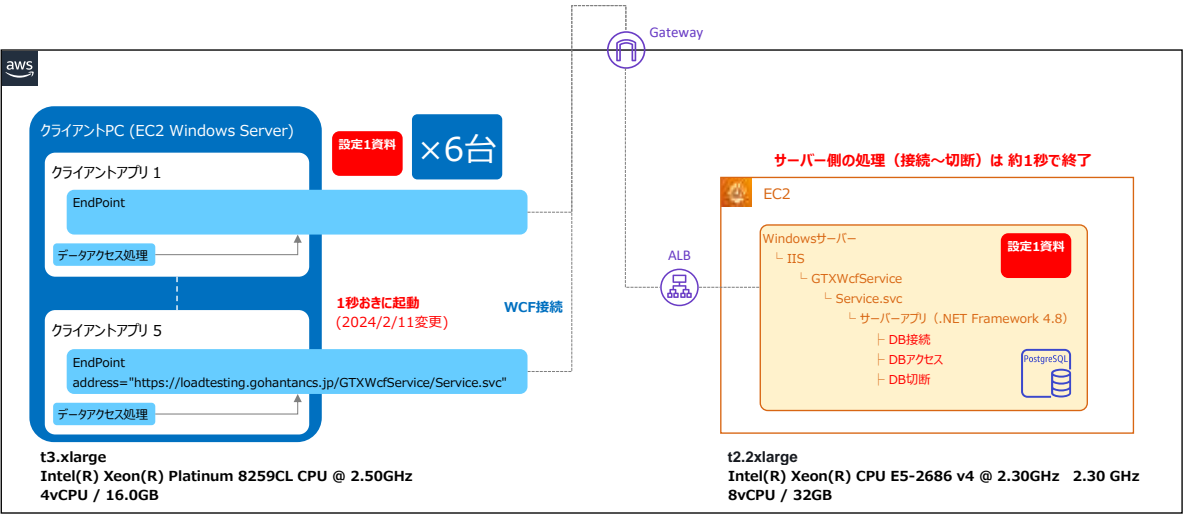 Gateway
aws
クライアントPC (EC2 Windows Server)
設定1資料
×6台
クライアントアプリ 1
EndPoint
データアクセス処理
1秒おきに起動
(2024/2/11変更)
WCF接続
クライアントアプリ 5
EndPoint
address="https://loadtesting.gohantancs.jp/GTXWcfService/Service.svc"
データアクセス処理
t3.xlarge
Intel(R) Xeon(R) Platinum 8259CL CPU @ 2.50GHz
4vCPU / 16.0GB
ALB
サーバー側の処理（接続～切断）は 約1秒で終了
EC2
Windowsサーバー
└ IIS
└ GTXWcfService
└ Service.svc
└ サーバーアプリ（.NET Framework 4.8）
├ DB接続
├ DBアクセス
├ DB切断
設定1資料
PostgreSQL
t2.2xlarge
Intel(R) Xeon(R) CPU E5-2686 v4 @ 2.30GHz 2.30 GHz
8vCPU / 32GB